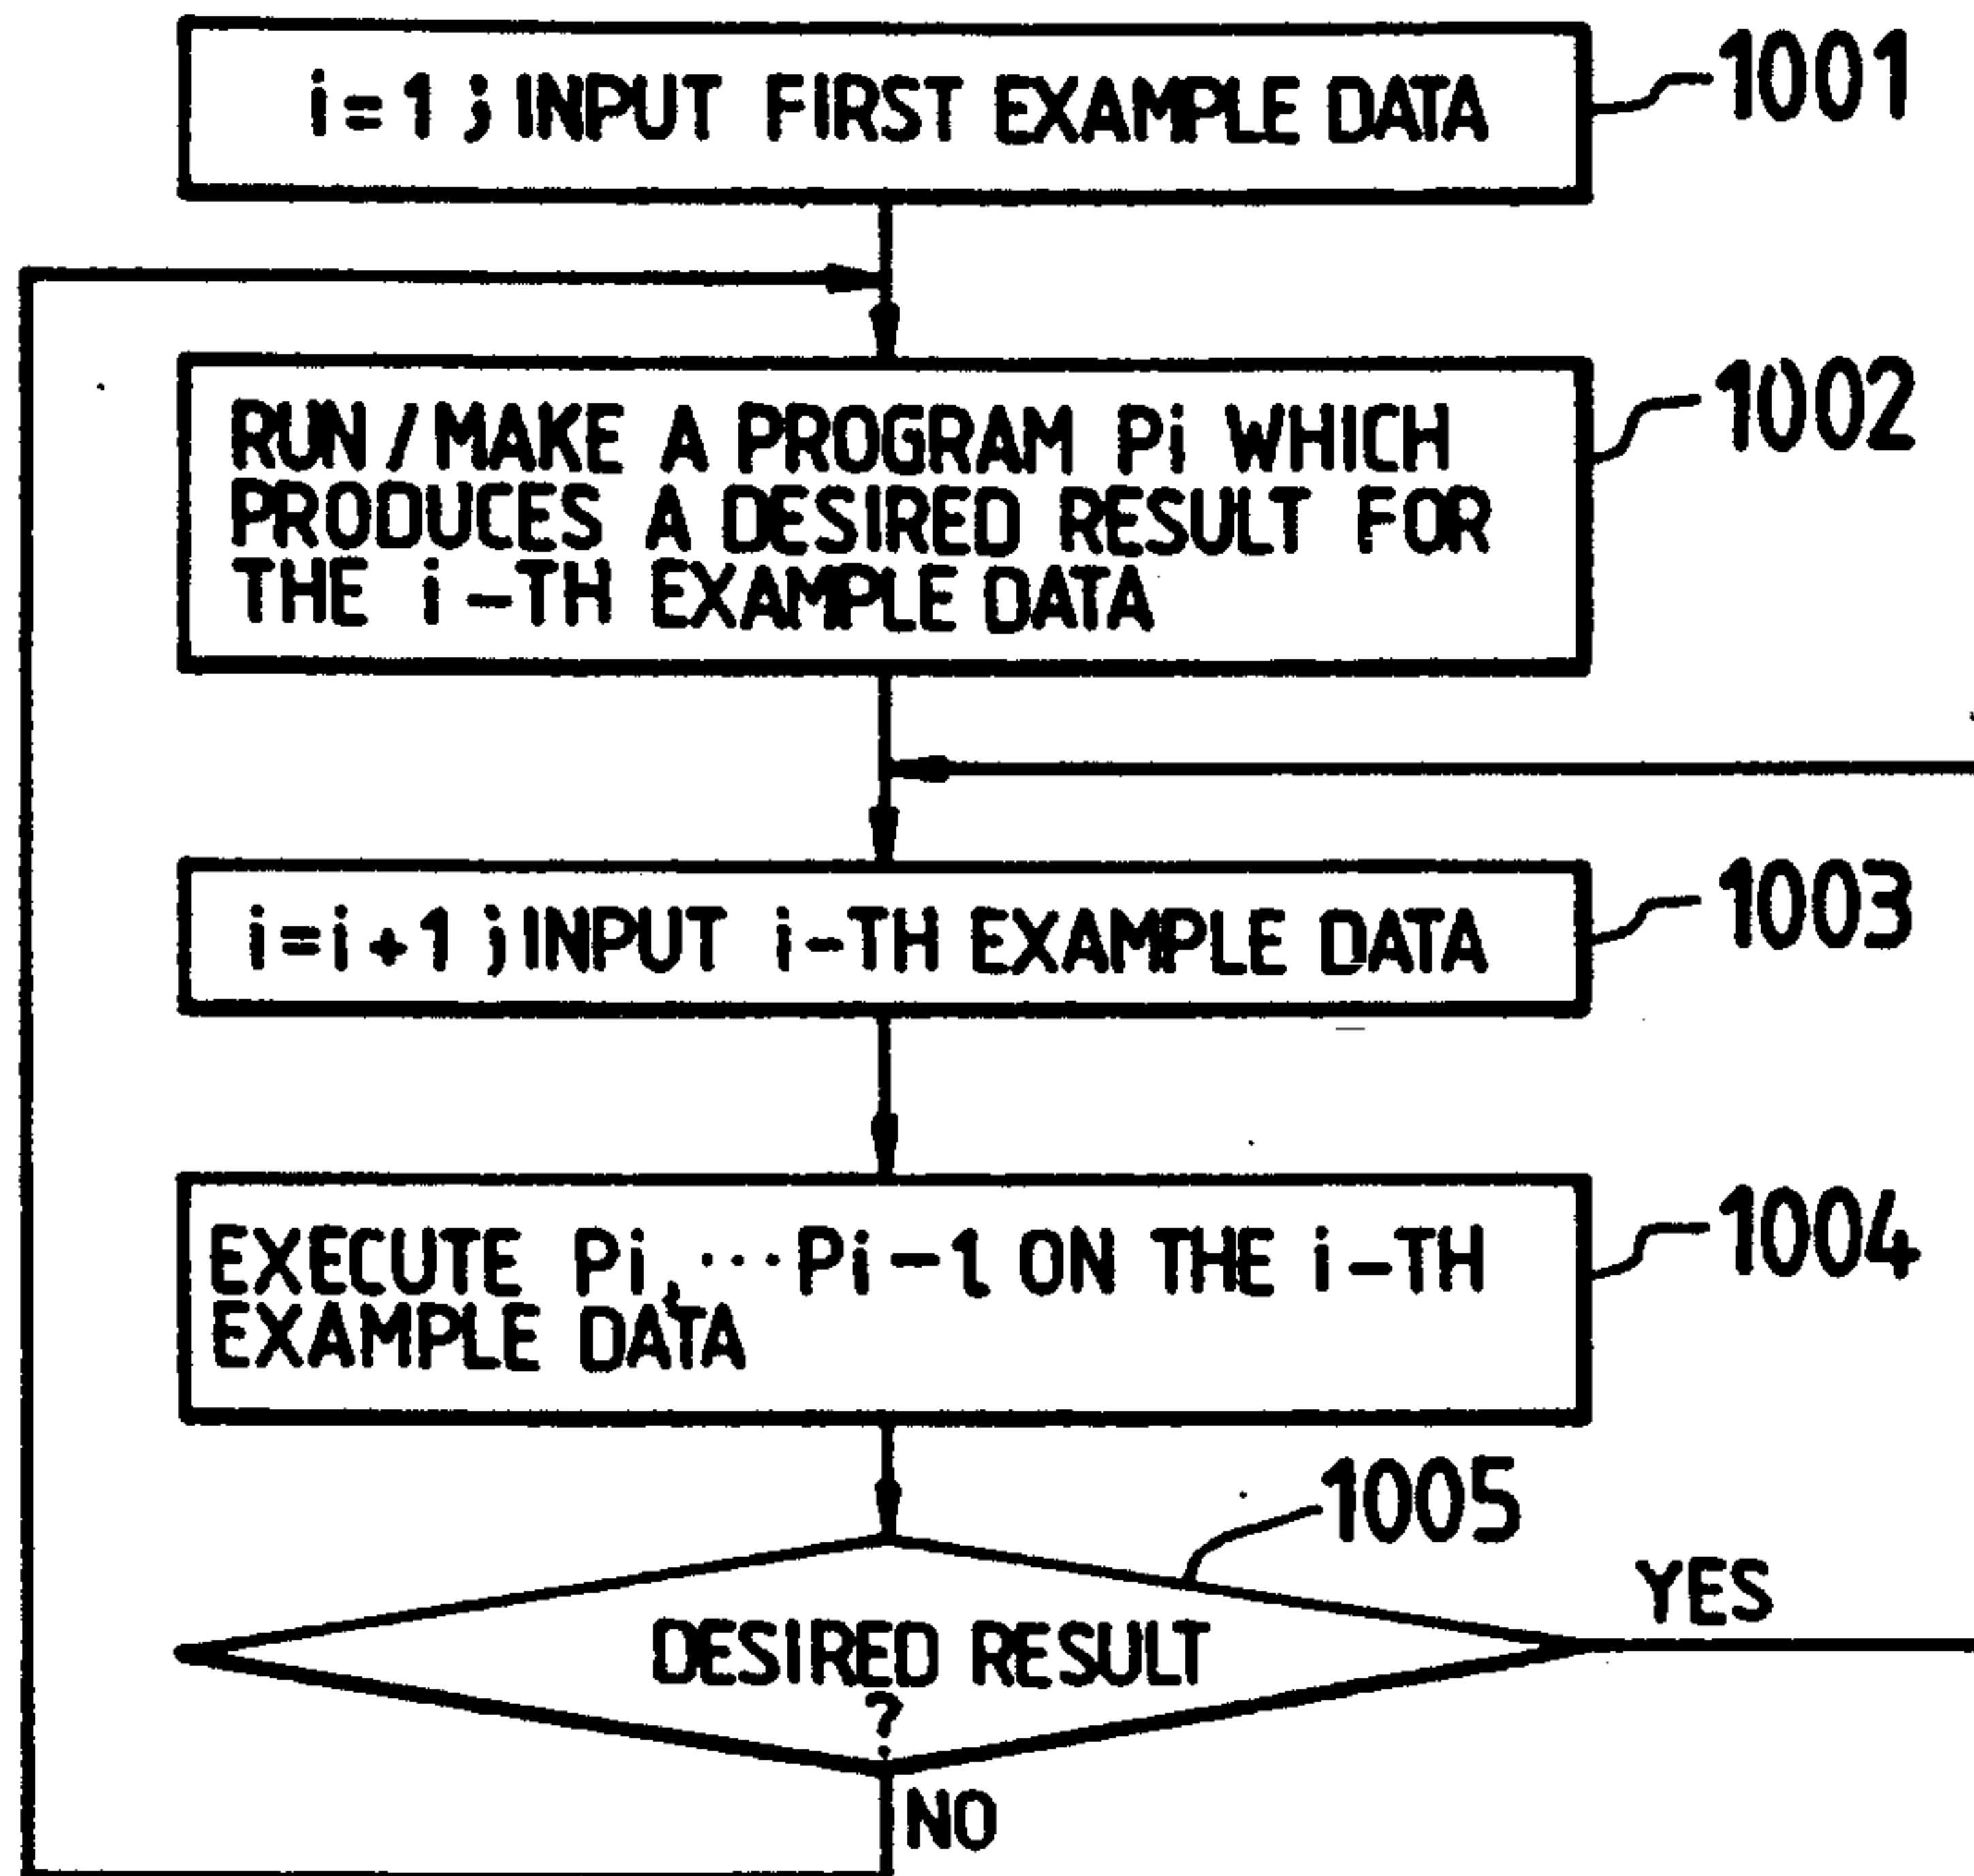 i=1 ; INPUT FIRST EXAMPLE DATA
1001
RUN / MAKE A PROGRAM Pi WHICH
PRODUCES A DESIRED RESULT FOR
THE i-TH EXAMPLE DATA
1002
i=i+1 ; INPUT i-TH EXAMPLE DATA
1003
EXECUTE Pi, ... Pi-1 ON THE i-TH
EXAMPLE DATA
1004
1005
DESIRED RESULT
?
YES
NO